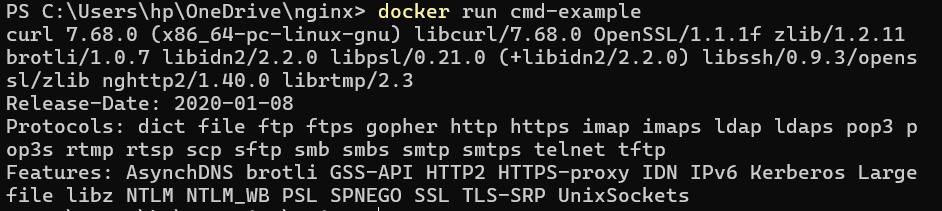 PS C:\Users\hp\OneDrive\nginx> docker run cmd-example
curl 7.68.0 (x86_64-pc-linux-gnu) libcurl/7.68.0 OpenSSL/1.1.1f zlib/1.2.11
brotli/1.0.7 libidn2/2.2.0 libpsl/0.21.0 (+libidn2/2.2.0) libssh/0.9.3/opens
sl/zlib nghttp2/1.40.0 librtmp/2.3
Release-Date: 2020-01-08
Protocols: dict file ftp ftps gopher http https imap imaps ldap ldaps pop3 p
op3s rtmp rtsp scp sftp smb smbs smtp smtps telnet tftp
Features: AsynchDNS brotli GSS-API HTTP2 HTTPS-proxy IDN IPv6 Kerberos Large
file libz NTLM NTLM_WB PSL SPNEGO SSL TLS-SRP UnixSockets